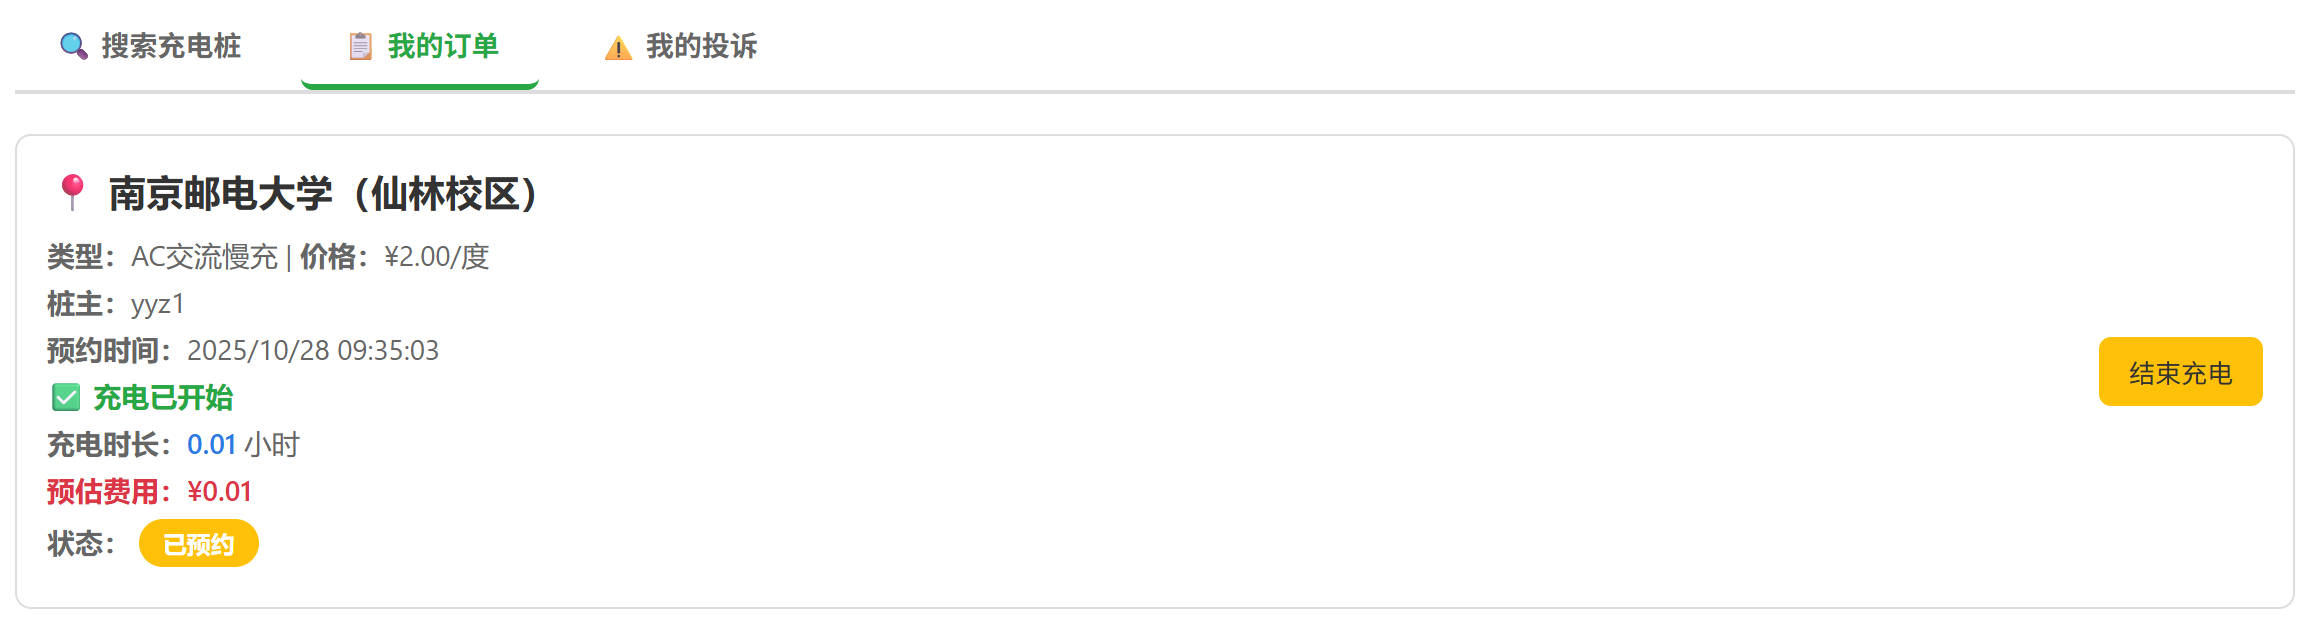 搜索充电桩 我的订单 我的投诉
南京邮电大学（仙林校区）
类型：AC交流慢充 | 价格：¥2.00/度
桩主：yyz1
预约时间：2025/10/28 09:35:03
充电已开始
结束充电
充电时长：0.01 小时
预估费用：¥0.01
状态：已预约